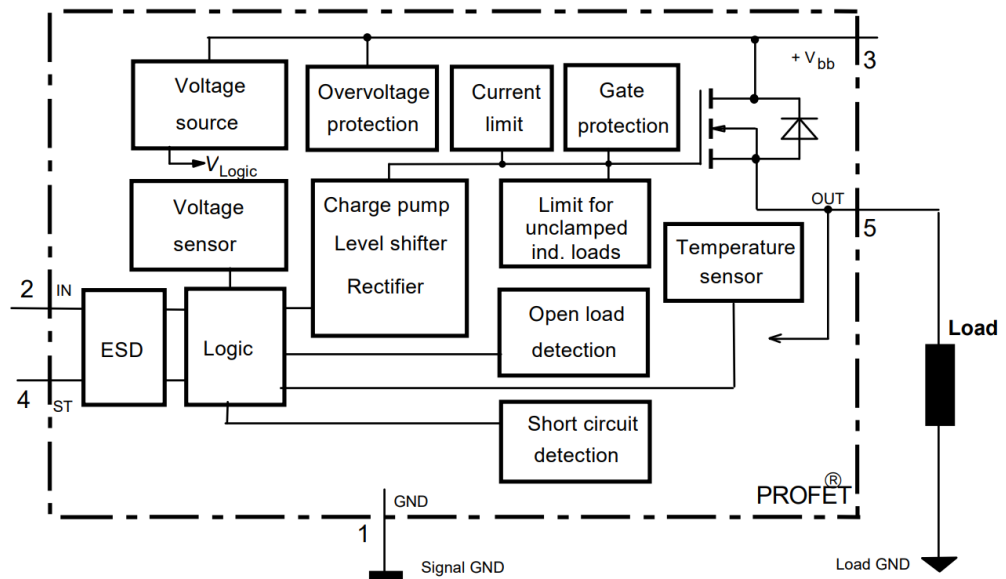 + V bb
3
Voltage
source
Overvoltage
protection
Current
limit
Gate
protection
VLogic
Voltage
sensor
Charge pump
Level shifter
Rectifier
Limit for
unclamped
ind. loads
OUT
5
Temperature
sensor
2
IN
ESD
Logic
Open load
detection
Load
4
ST
Short circuit
detection
PROFET®
GND
1
Signal GND
Load GND